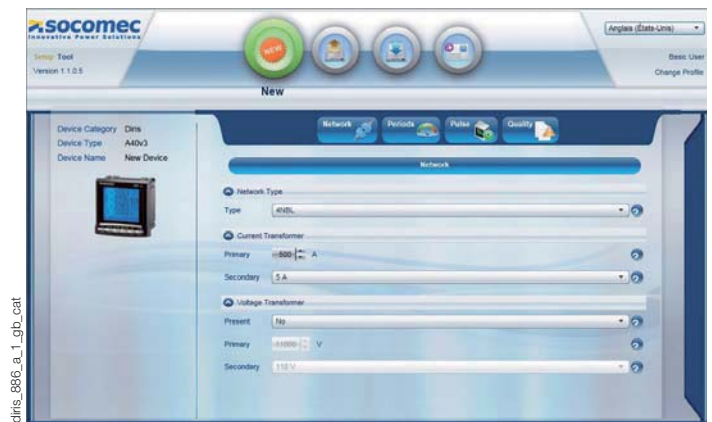 socomec
Innovative Power Solutions
Setup Tool
Version 1.1.0.5
NEW
New
Anglais (États-Unis)
Basic User
Change Profile
Device Category Diris
Device Type A40v3
Device Name New Device
Network
Periods
Pulse
Quality
Network
Network Type
Type 4NBL
Current Transformer
Primary 500 A
Secondary 5 A
Voltage Transformer
Present No
Primary V
Secondary 110 V
diris_886_a_1_gb_cat